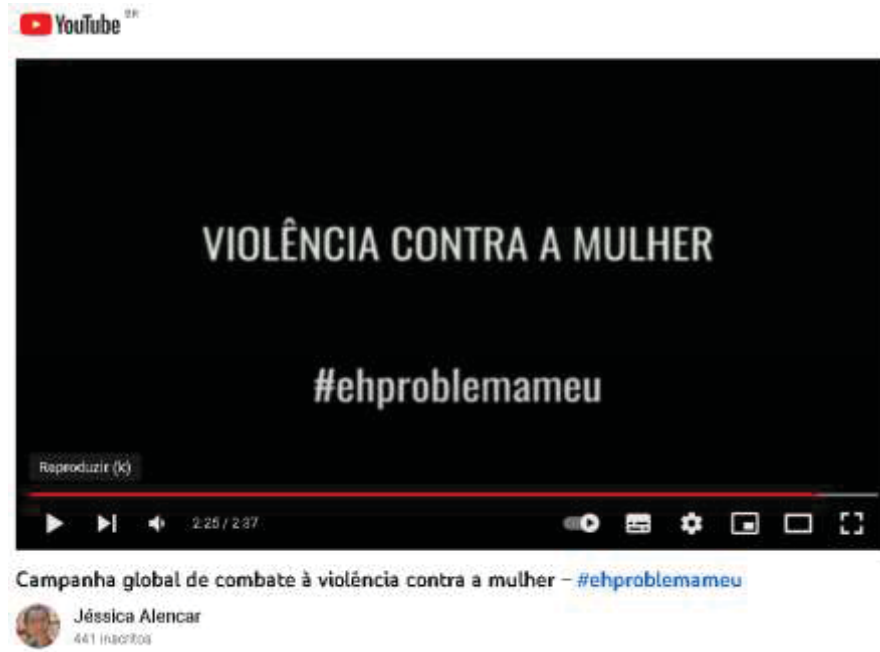 YouTube BR
VIOLÊNCIA CONTRA A MULHER
#ehproblemameu
Reproduzir (k)
2:25 / 2:37
Campanha global de combate à violência contra a mulher – #ehproblemameu
Jéssica Alencar
441 inscritos